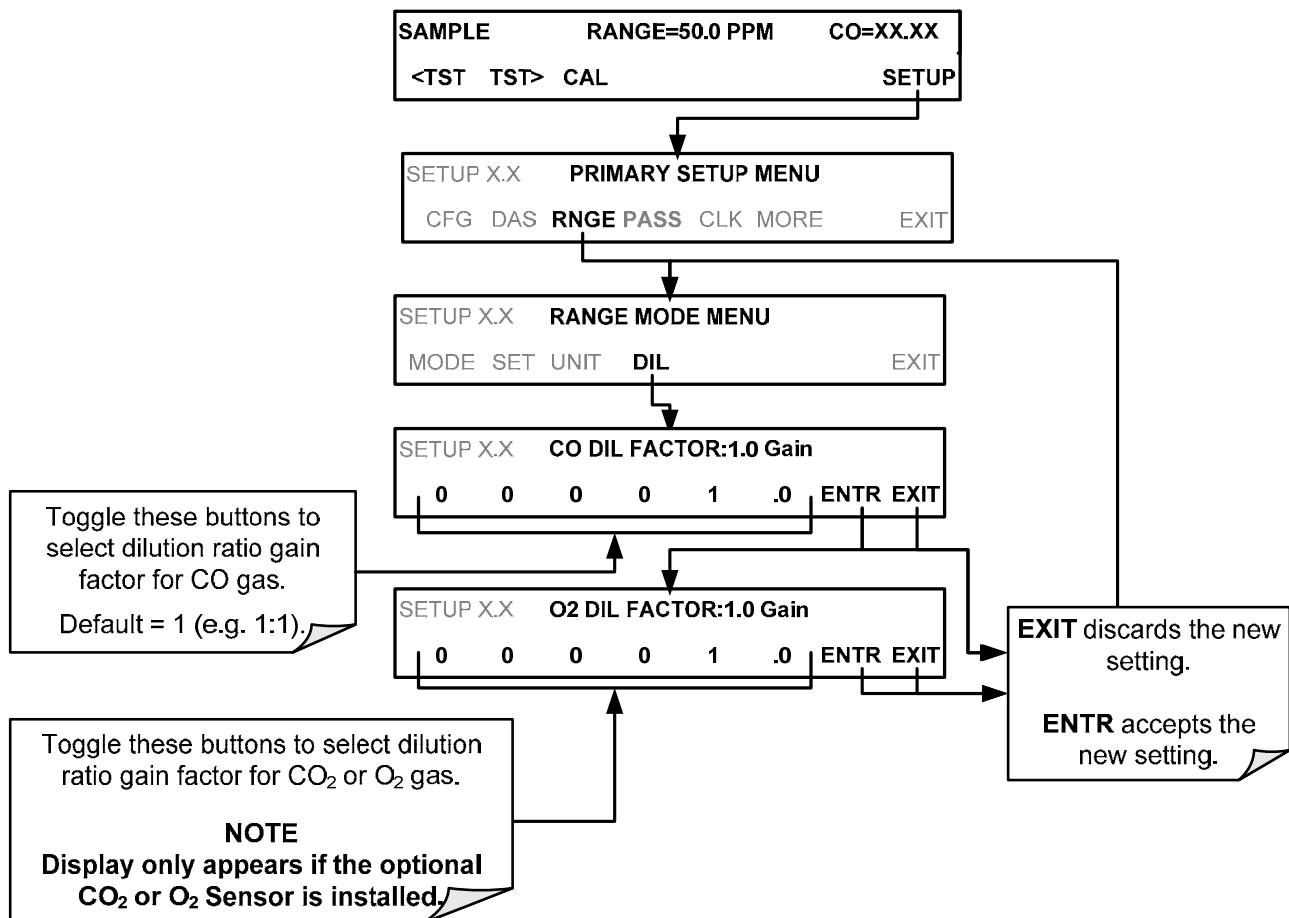 SAMPLE RANGE=50.0 PPM CO=XX.XX
<TST TST> CAL SETUP
SETUP X.X PRIMARY SETUP MENU
CFG DAS RNGE PASS CLK MORE EXIT
SETUP X.X RANGE MODE MENU
MODE SET UNIT DIL EXIT
SETUP X.X CO DIL FACTOR:1.0 Gain
0 0 0 0 1 .0 ENTR EXIT
Toggle these buttons to
select dilution ratio gain
factor for CO gas.
Default = 1 (e.g. 1:1).
SETUP X.X O2 DIL FACTOR:1.0 Gain
0 0 0 0 1 .0 ENTR EXIT
EXIT discards the new
setting.
ENTR accepts the
new setting.
Toggle these buttons to select dilution
ratio gain factor for CO₂ or O₂ gas.
NOTE
Display only appears if the optional
CO₂ or O₂ Sensor is installed.